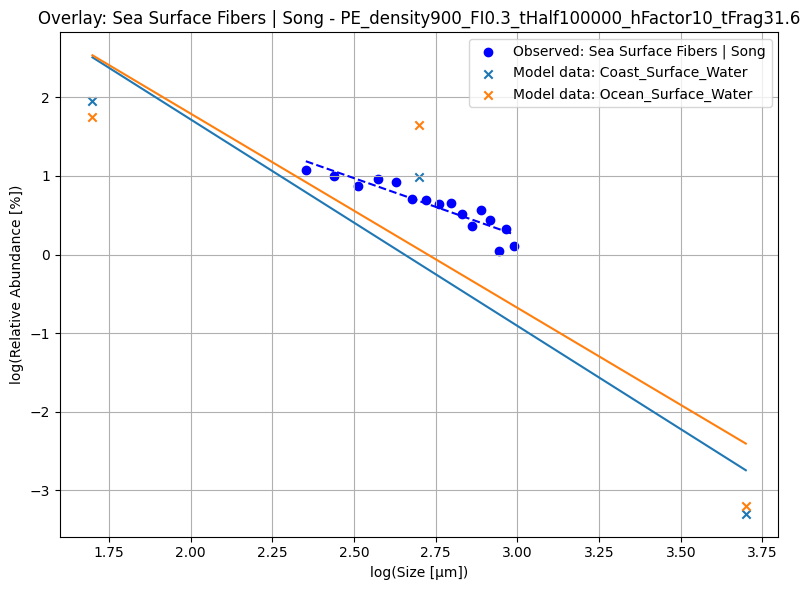 Overlay: Sea Surface Fibers | Song - PE_density900_FI0.3_tHalf100000_hFactor10_tFrag31.6
Observed: Sea Surface Fibers | Song
Model data: Coast_Surface_Water
Model data: Ocean_Surface_Water
log(Relative Abundance [%])
2
1
0
−1
−2
−3
1.75 2.00 2.25 2.50 2.75 3.00 3.25 3.50 3.75
log(Size [μm])